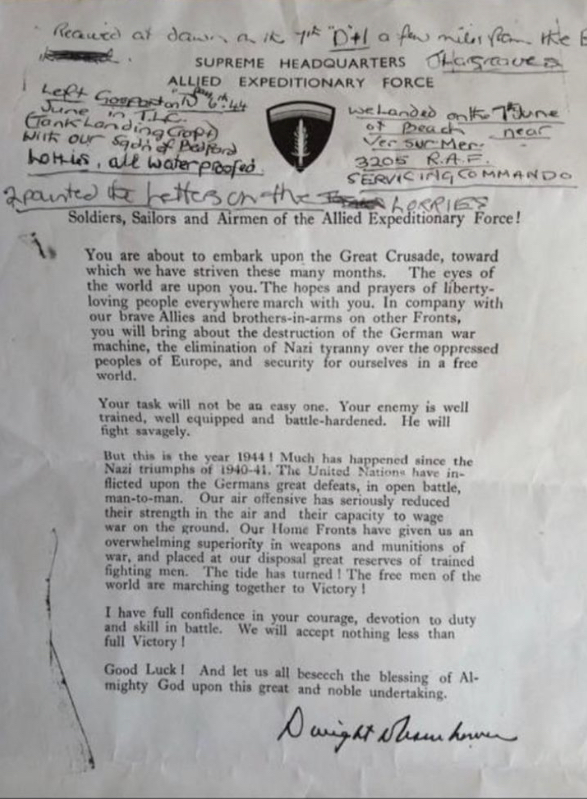 Received at dawn on the 7th "D+1 a few miles from the
SUPREME HEADQUARTERS
ALLIED EXPEDITIONARY FORCE
Left Gosport on "D" day 6.6.44
June in T.L.C.
(Tank Landing Craft)
with our sqdn of Bedford
lorries, all waterproofed.
We Landed on the 7th June
at Beach near
Ver Sur Mer.
3205 R.A.F.
SERVICING COMMANDO
I painted the letters on the LORRIES
Soldiers, Sailors and Airmen of the Allied Expeditionary Force!
You are about to embark upon the Great Crusade, toward
which we have striven these many months. The eyes of
the world are upon you. The hopes and prayers of liberty-
loving people everywhere march with you. In company with
our brave Allies and brothers-in-arms on other Fronts,
you will bring about the destruction of the German war
machine, the elimination of Nazi tyranny over the oppressed
peoples of Europe, and security for ourselves in a free
world.
Your task will not be an easy one. Your enemy is well
trained, well equipped and battle-hardened. He will
fight savagely.
But this is the year 1944! Much has happened since the
Nazi triumphs of 1940-41. The United Nations have in-
flicted upon the Germans great defeats, in open battle,
man-to-man. Our air offensive has seriously reduced
their strength in the air and their capacity to wage
war on the ground. Our Home Fronts have given us an
overwhelming superiority in weapons and munitions of
war, and placed at our disposal great reserves of trained
fighting men. The tide has turned! The free men of the
world are marching together to Victory!
I have full confidence in your courage, devotion to duty
and skill in battle. We will accept nothing less than
full Victory!
Good Luck! And let us all beseech the blessing of Al-
mighty God upon this great and noble undertaking.
Dwight D Eisenhower